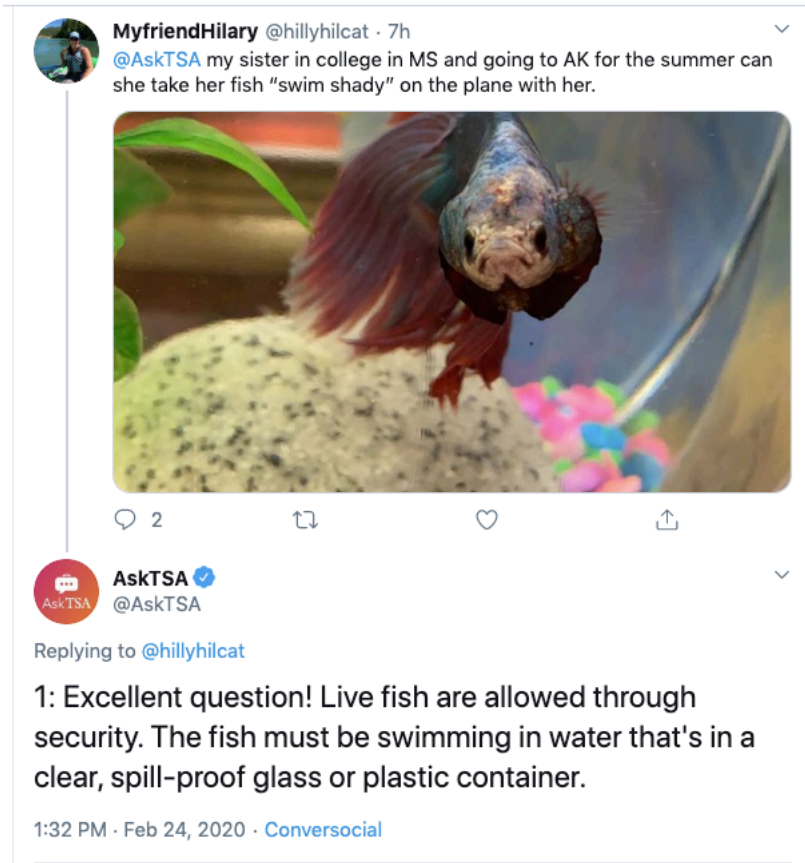 MyfriendHilary @hillyhilcat · 7h
@AskTSA my sister in college in MS and going to AK for the summer can
she take her fish “swim shady” on the plane with her.
2
AskTSA
AskTSA
@AskTSA
Replying to @hillyhilcat
1: Excellent question! Live fish are allowed through
security. The fish must be swimming in water that's in a
clear, spill-proof glass or plastic container.
1:32 PM · Feb 24, 2020 · Conversocial